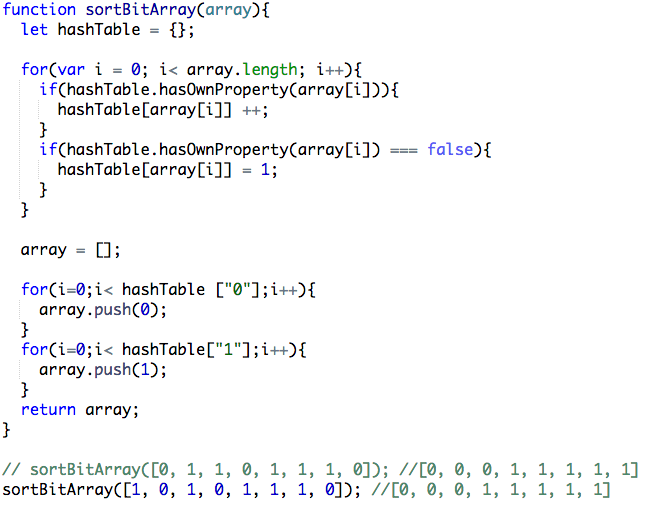 function sortBitArray(array){
  let hashTable = {};

  for(var i = 0; i< array.length; i++){
    if(hashTable.hasOwnProperty(array[i])){
      hashTable[array[i]] ++;
    }
    if(hashTable.hasOwnProperty(array[i]) === false){
      hashTable[array[i]] = 1;
    }
  }

  array = [];

  for(i=0;i< hashTable ["0"];i++){
    array.push(0);
  }
  for(i=0;i< hashTable["1"];i++){
    array.push(1);
  }
  return array;
}

// sortBitArray([0, 1, 1, 0, 1, 1, 1, 0]); //[0, 0, 0, 1, 1, 1, 1, 1]
sortBitArray([1, 0, 1, 0, 1, 1, 1, 0]); //[0, 0, 0, 1, 1, 1, 1, 1]